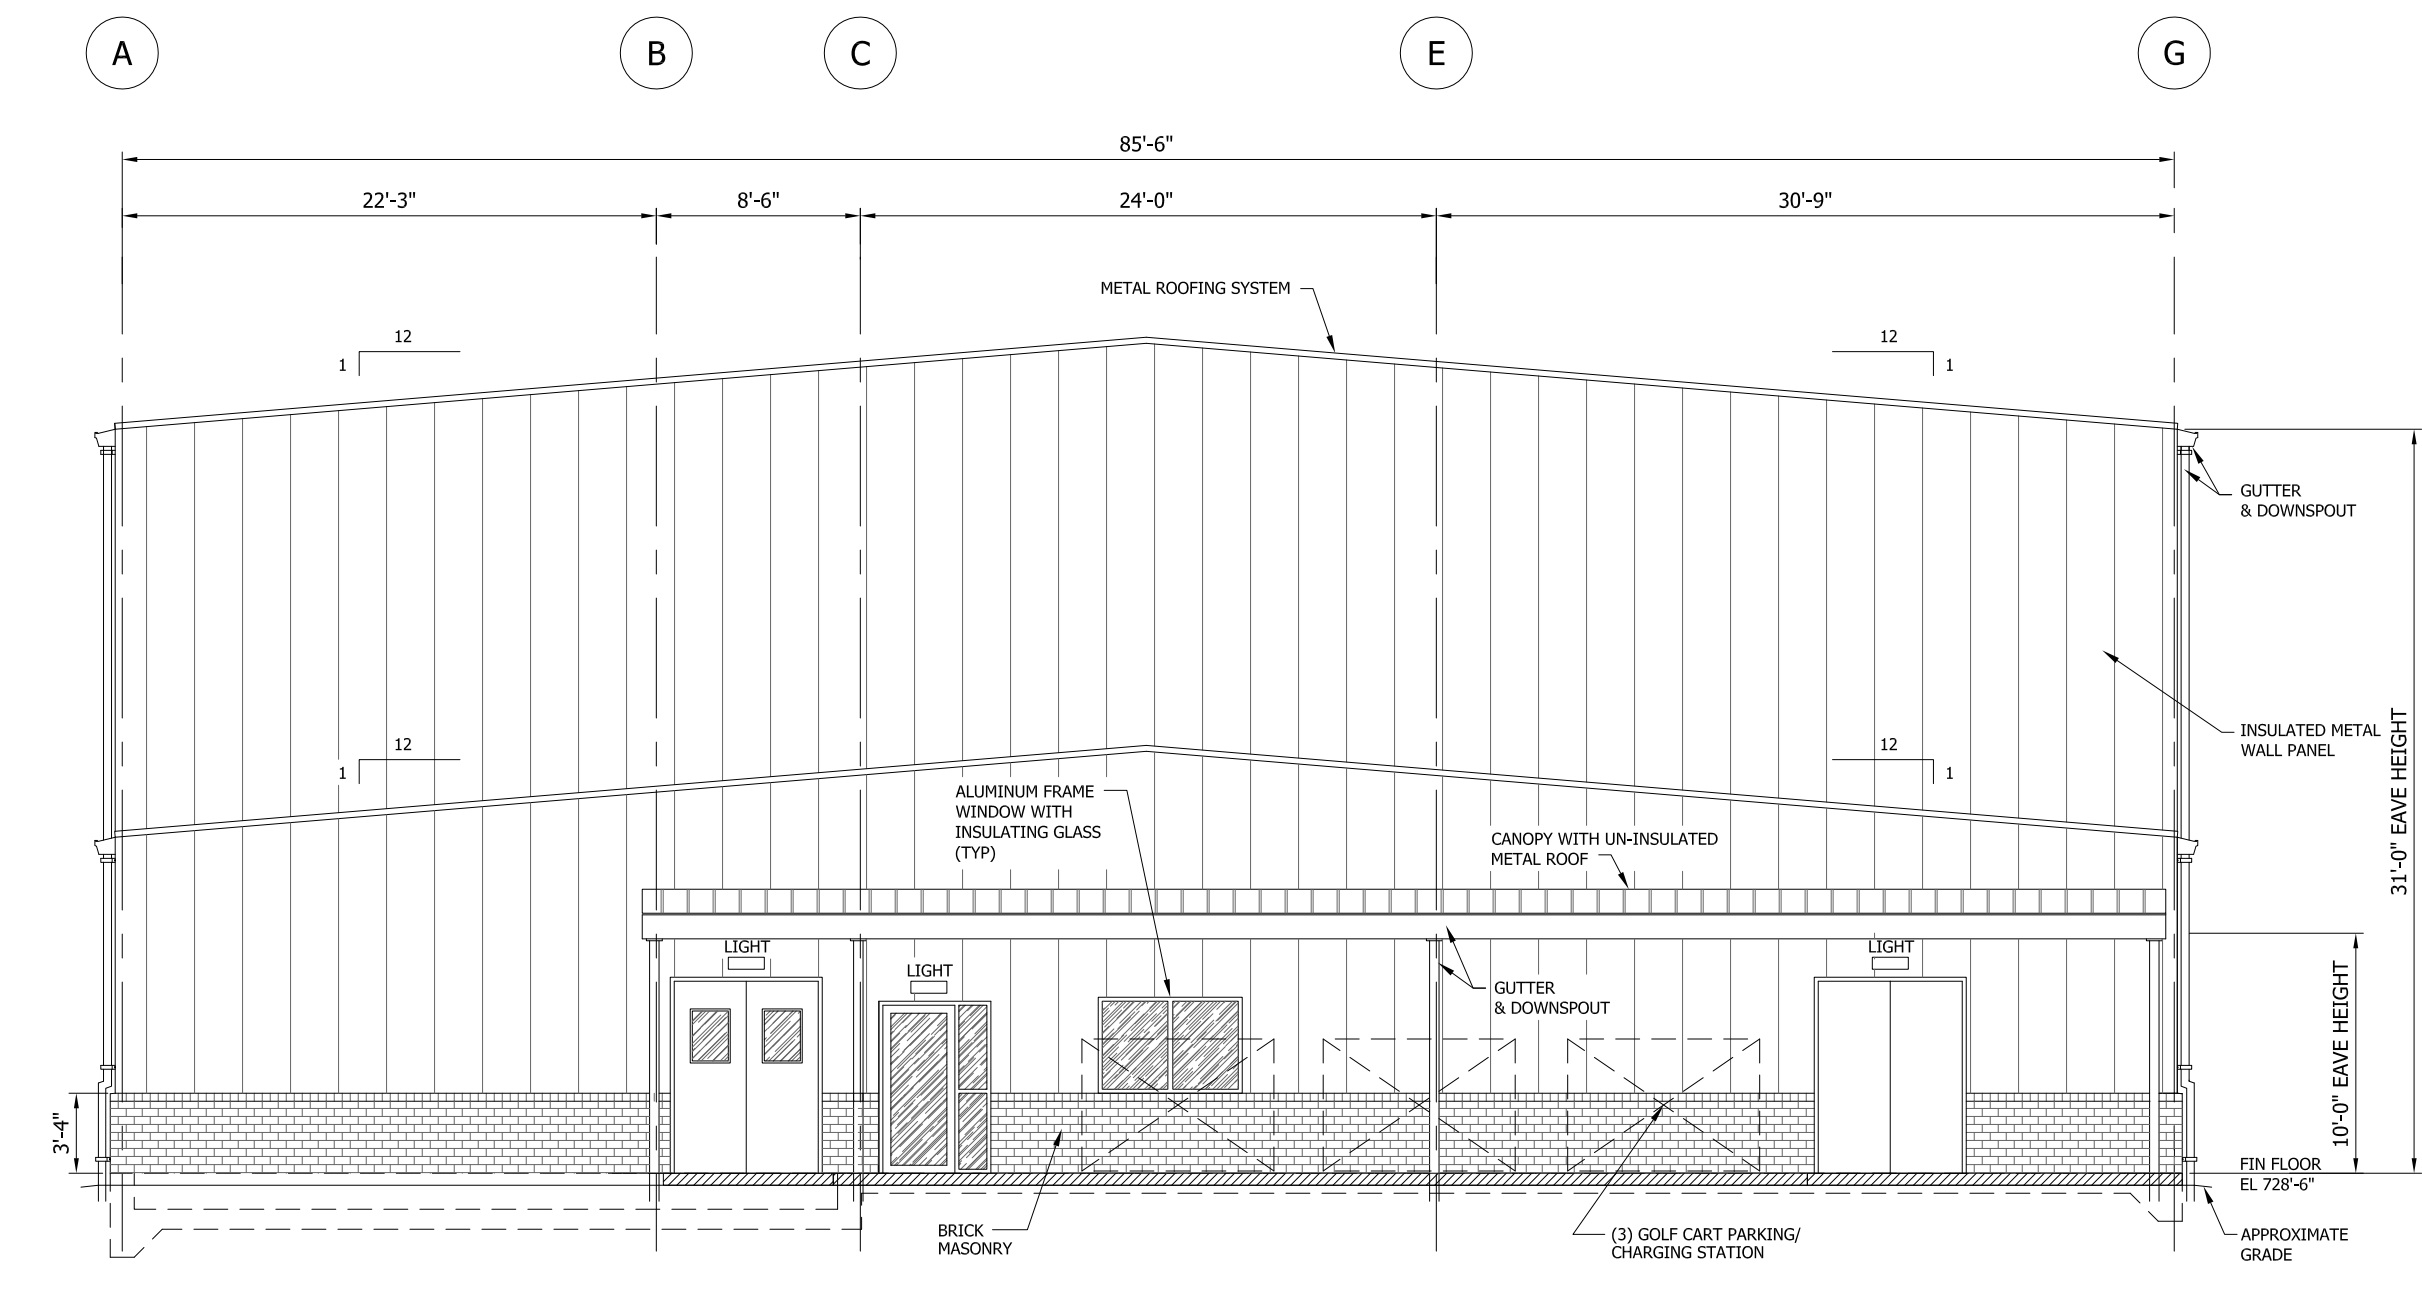 A
B
C
E
G
85'-6"
22'-3"
8'-6"
24'-0"
30'-9"
METAL ROOFING SYSTEM
12
1
12
1
GUTTER
& DOWNSPOUT
INSULATED METAL
WALL PANEL
31'-0" EAVE HEIGHT
12
1
12
1
ALUMINUM FRAME
WINDOW WITH
INSULATING GLASS
(TYP)
CANOPY WITH UN-INSULATED
METAL ROOF
LIGHT
LIGHT
LIGHT
GUTTER
& DOWNSPOUT
10'-0" EAVE HEIGHT
3'-4"
FIN FLOOR
EL 728'-6"
BRICK
MASONRY
(3) GOLF CART PARKING/
CHARGING STATION
APPROXIMATE
GRADE